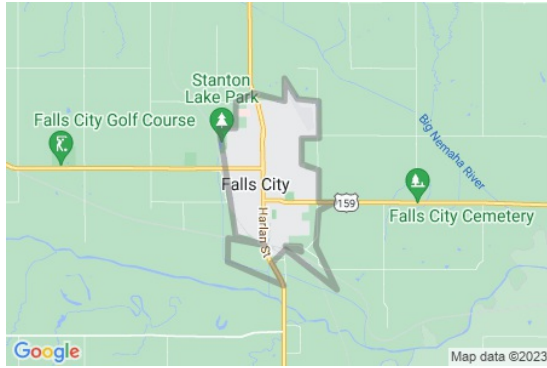 Stanton
Lake Park
Falls City Golf Course
Big Nemaha River
Falls City
159
Harlan St
Falls City Cemetery
Google
Map data ©2023